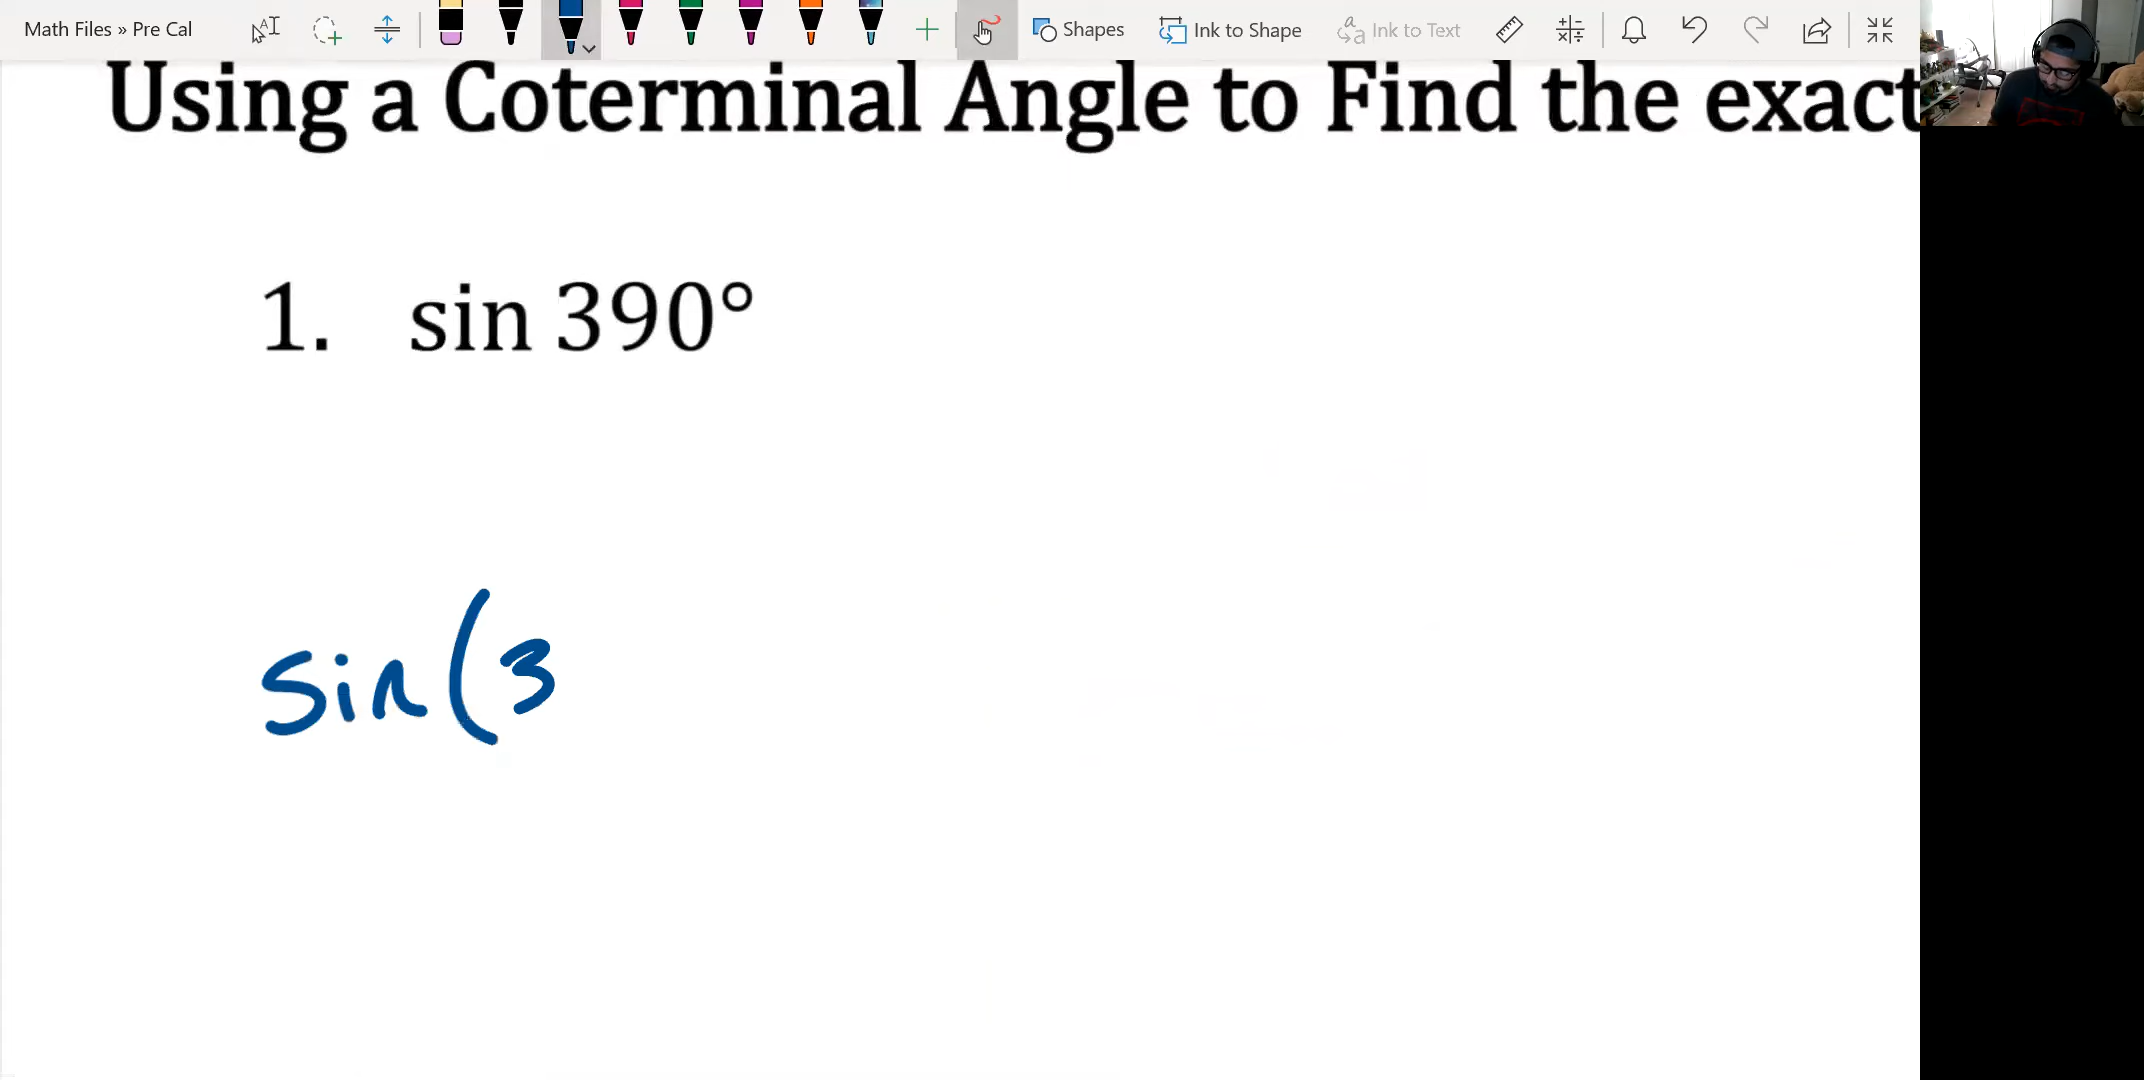 Math Files » Pre Cal Shapes Ink to Shape Ink to Text
Using a Coterminal Angle to Find the exact
1. sin 390°
sin(3